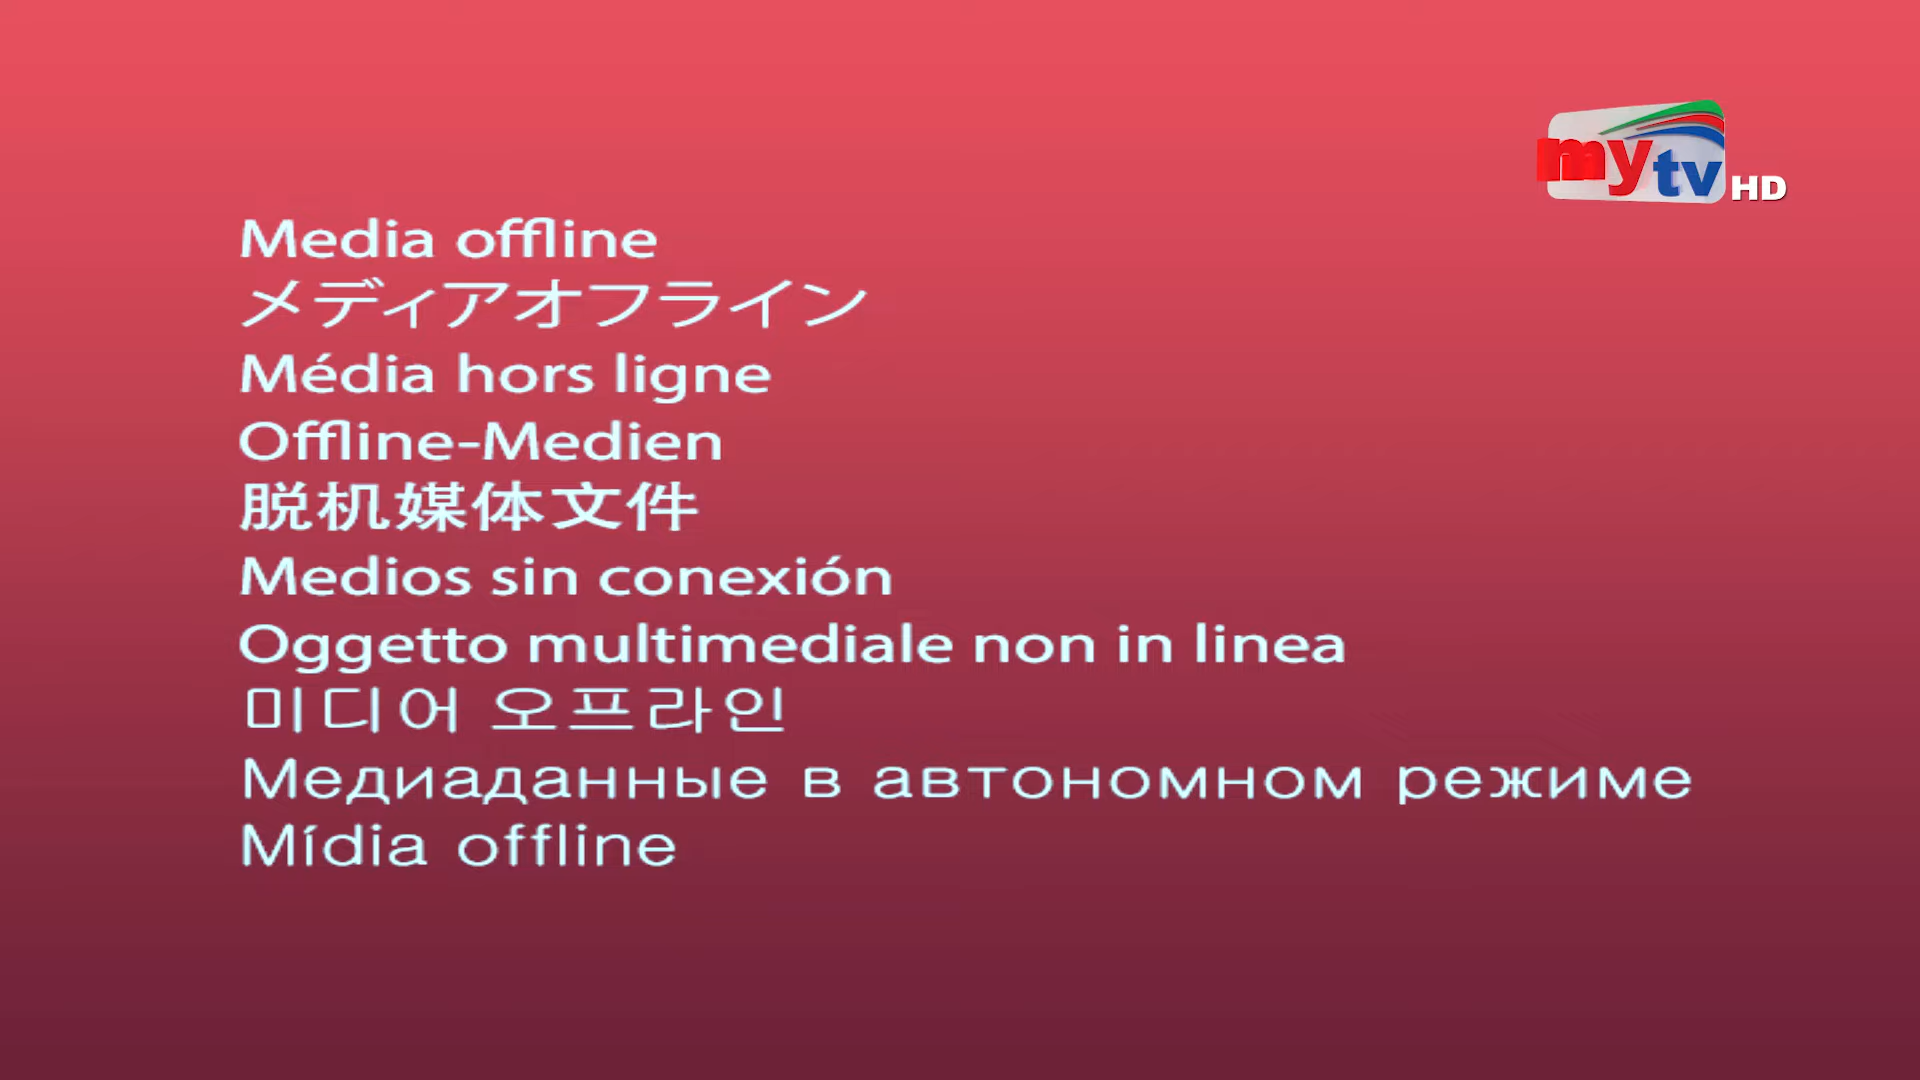 mytv HD
Media offline
メディアオフライン
Média hors ligne
Offline-Medien
脱机媒体文件
Medios sin conexión
Oggetto multimediale non in linea
미디어 오프라인
Медиаданные в автономном режиме
Mídia offline